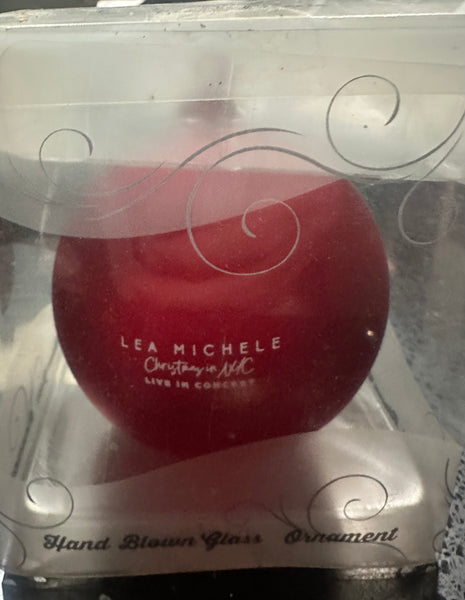 LEA MICHELE
Christmas in NYC
LIVE IN CONCERT
Hand Blown Glass Ornament